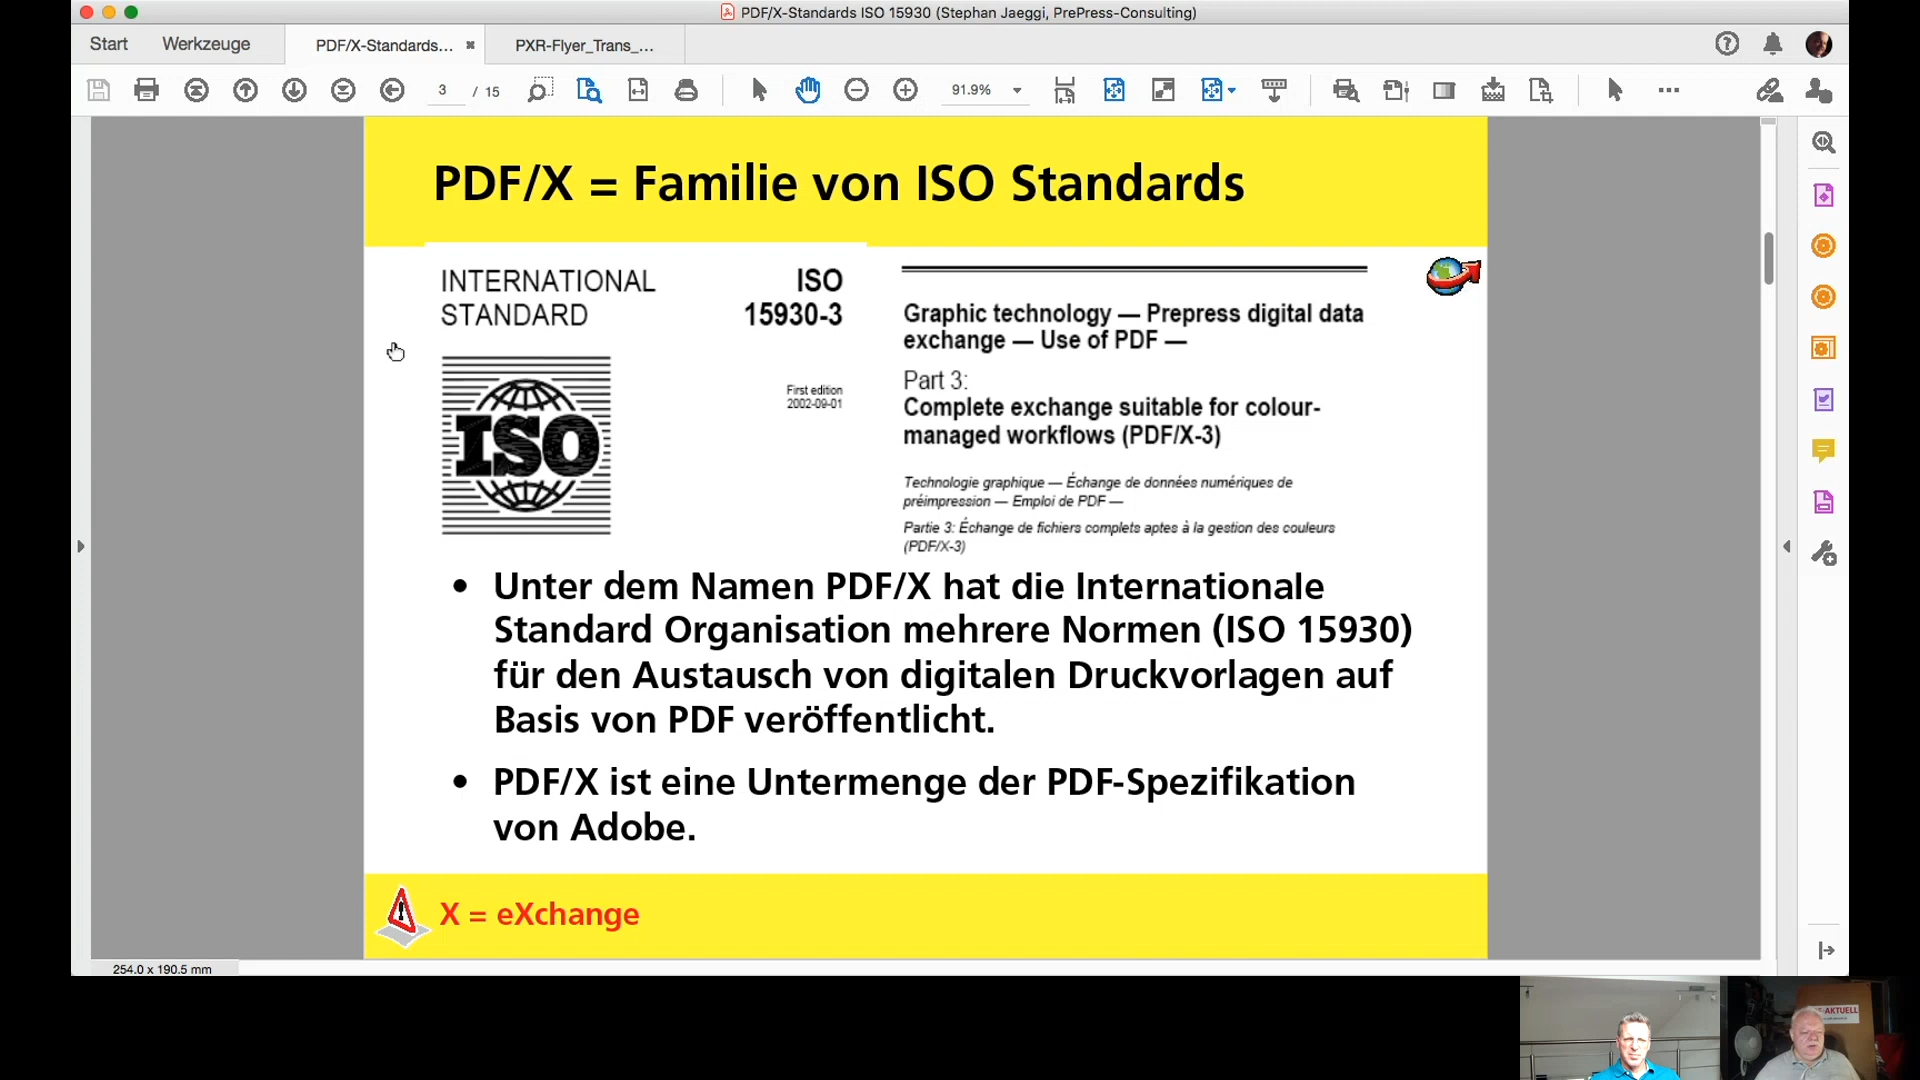 PDF/X-Standards ISO 15930 (Stephan Jaeggi, PrePress-Consulting)
Start
Werkzeuge
PDF/X-Standards...
PXR-Flyer_Trans_...
3
/ 15
91.9%
PDF/X = Familie von ISO Standards
INTERNATIONAL
STANDARD
ISO
15930-3
First edition
2002-09-01
ISO
Graphic technology — Prepress digital data
exchange — Use of PDF —
Part 3:
Complete exchange suitable for colour-
managed workflows (PDF/X-3)
Technologie graphique — Échange de données numériques de
préimpression — Emploi de PDF —
Partie 3: Échange de fichiers complets aptes à la gestion des couleurs
(PDF/X-3)
• Unter dem Namen PDF/X hat die Internationale
Standard Organisation mehrere Normen (ISO 15930)
für den Austausch von digitalen Druckvorlagen auf
Basis von PDF veröffentlicht.
• PDF/X ist eine Untermenge der PDF-Spezifikation
von Adobe.
X = eXchange
254.0 x 190.5 mm
-AKTUELL